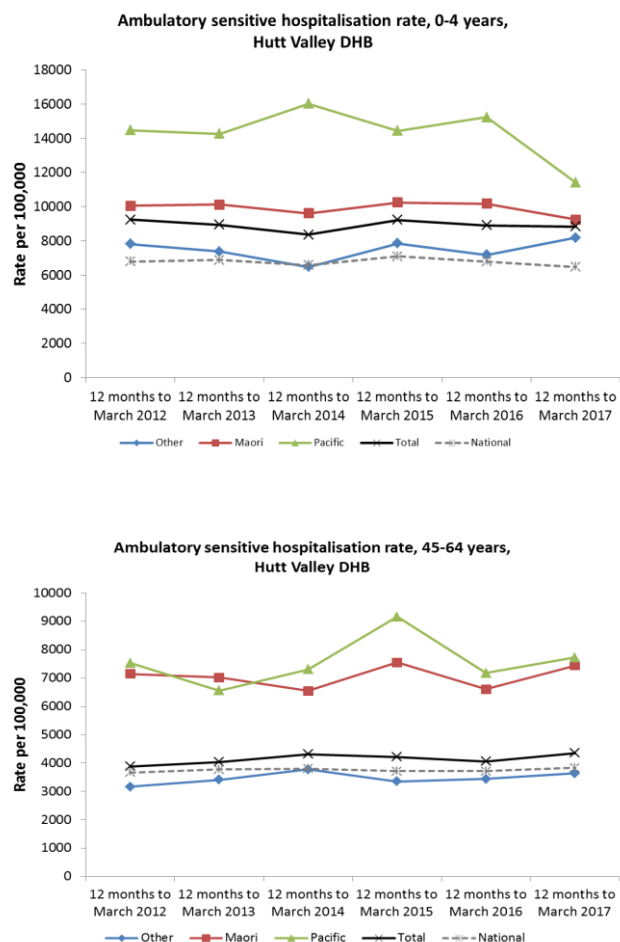 Ambulatory sensitive hospitalisation rate, 0-4 years,
Hutt Valley DHB
Rate per 100,000
18000
16000
14000
12000
10000
8000
6000
4000
2000
0
12 months to March 2012
12 months to March 2013
12 months to March 2014
12 months to March 2015
12 months to March 2016
12 months to March 2017
Other Maori Pacific Total National
Ambulatory sensitive hospitalisation rate, 45-64 years,
Hutt Valley DHB
Rate per 100,000
10000
9000
8000
7000
6000
5000
4000
3000
2000
1000
0
12 months to March 2012
12 months to March 2013
12 months to March 2014
12 months to March 2015
12 months to March 2016
12 months to March 2017
Other Maori Pacific Total National